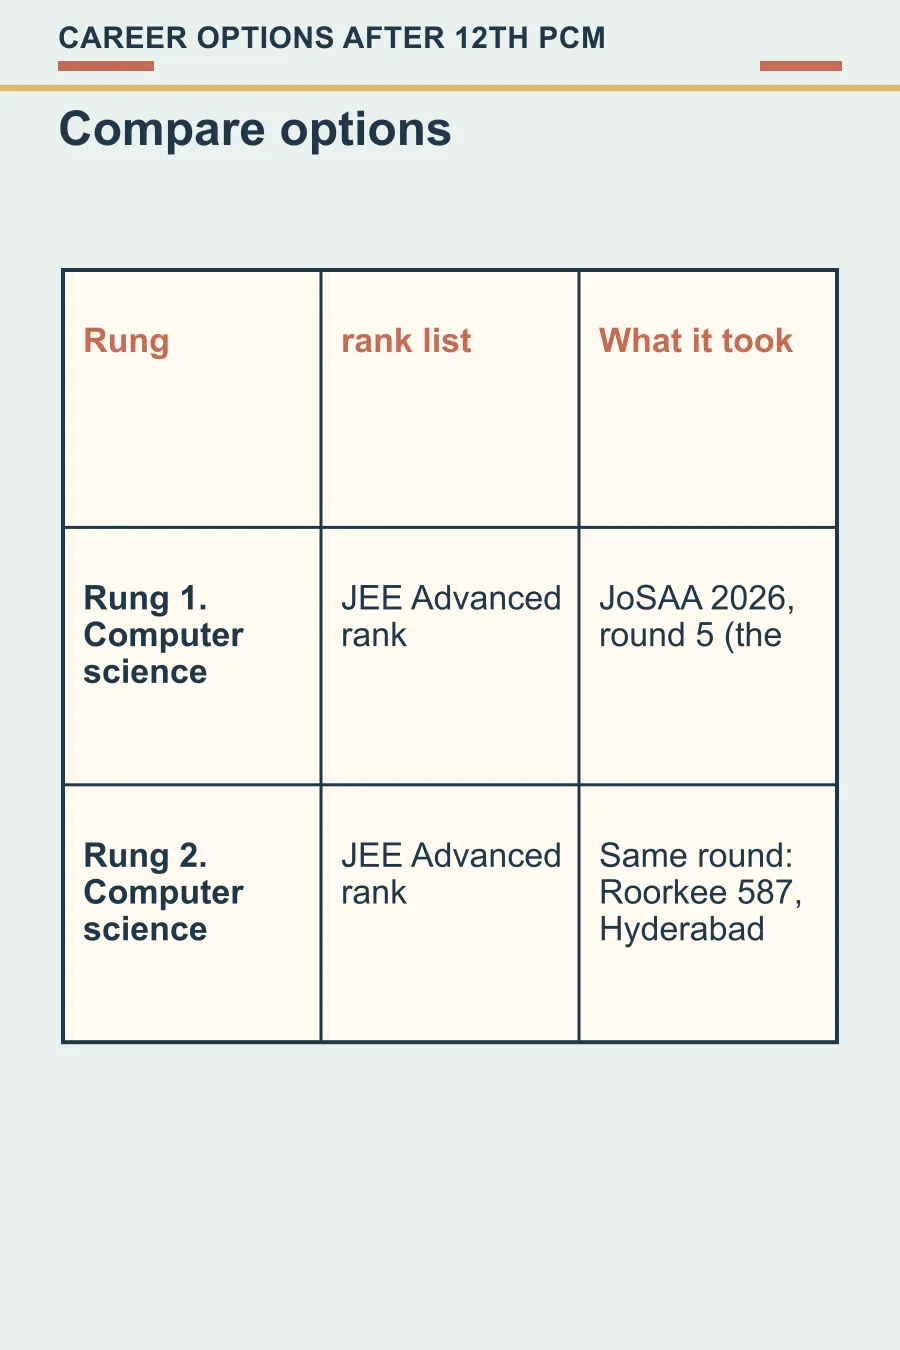 CAREER OPTIONS AFTER 12TH PCM
Compare options
Rung
rank list
What it took
Rung 1.
Computer
science
JEE Advanced
rank
JoSAA 2026,
round 5 (the
Rung 2.
Computer
science
JEE Advanced
rank
Same round:
Roorkee 587,
Hyderabad